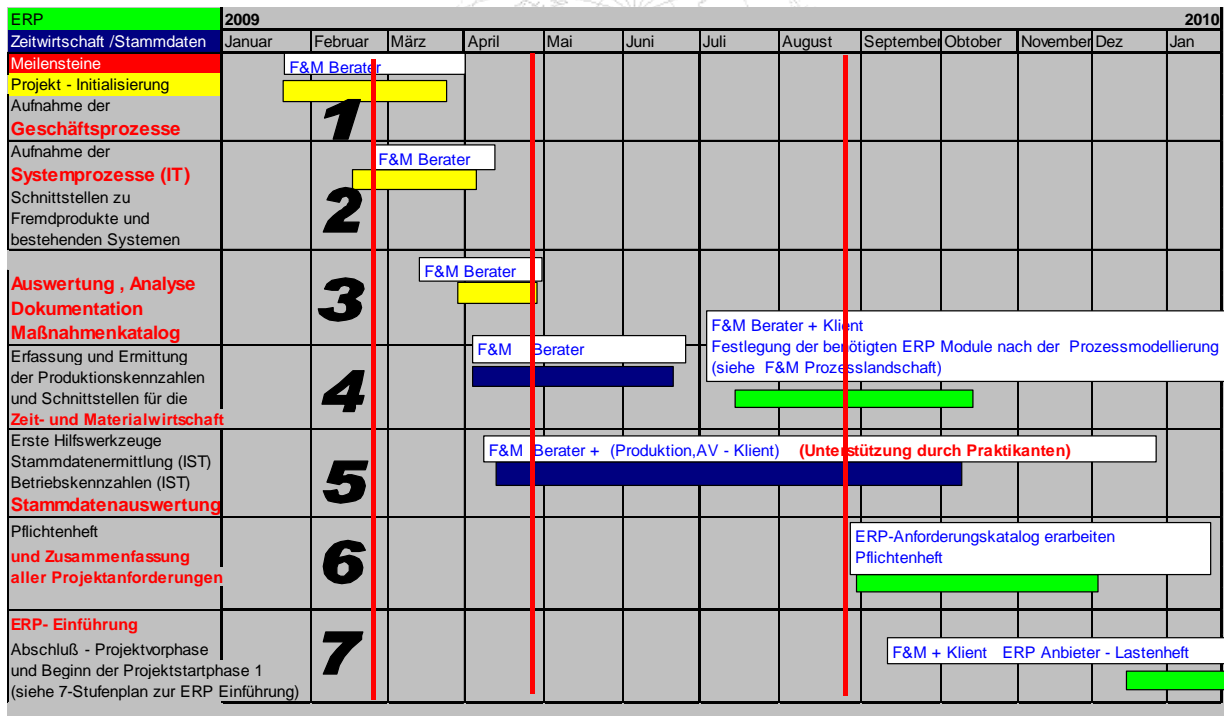 ERP
2009
2010
Zeitwirtschaft /Stammdaten
Januar
Februar
März
April
Mai
Juni
Juli
August
September
Obtober
November
Dez
Jan
Meilensteine
F&M Berater
Projekt - Initialisierung
Aufnahme der
Geschäftsprozesse
1
Aufnahme der
F&M Berater
Systemprozesse (IT)
Schnittstellen zu
Fremdprodukte und
bestehenden Systemen
2
F&M Berater
Auswertung , Analyse
Dokumentation
Maßnahmenkatalog
3
F&M Berater + Klient
Festlegung der benötigten ERP Module nach der Prozessmodellierung
(siehe F&M Prozesslandschaft)
F&M Berater
Erfassung und Ermittung
der Produktionskennzahlen
und Schnittstellen für die
Zeit- und Materialwirtschaft
4
Erste Hilfswerkzeuge
Stammdatenermittlung (IST)
Betriebskennzahlen (IST)
Stammdatenauswertung
5
F&M Berater + (Produktion,AV - Klient) (Unterstützung durch Praktikanten)
Pflichtenheft
und Zusammenfassung
aller Projektanforderungen
6
ERP-Anforderungskatalog erarbeiten
Pflichtenheft
ERP- Einführung
Abschluß - Projektvorphase
und Beginn der Projektstartphase 1
(siehe 7-Stufenplan zur ERP Einführung)
7
F&M + Klient ERP Anbieter - Lastenheft